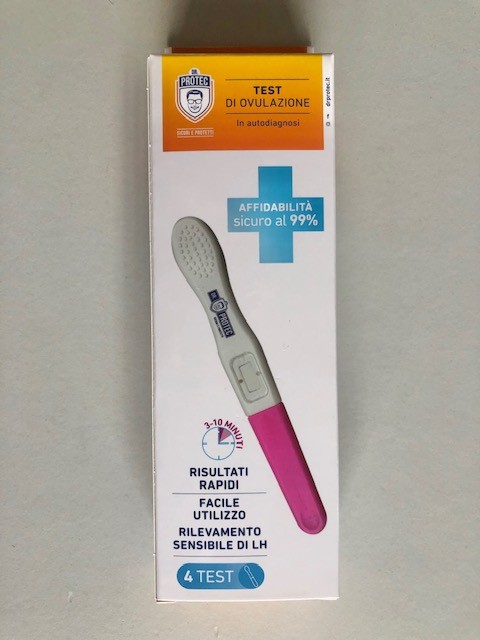 DR.
PROTEC
SICURI E PROTETTI
TEST
DI OVULAZIONE
In autodiagnosi
drprotec.it
AFFIDABILITÀ
sicuro al 99%
PROTEC
3-10 MINUTI
RISULTATI
RAPIDI
FACILE
UTILIZZO
RILEVAMENTO
SENSIBILE DI LH
4 TEST